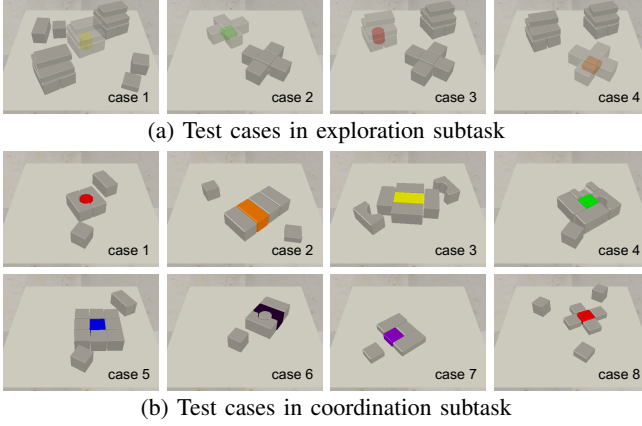 case 1
case 2
case 3
case 4
(a) Test cases in exploration subtask
case 1
case 2
case 3
case 4
case 5
case 6
case 7
case 8
(b) Test cases in coordination subtask